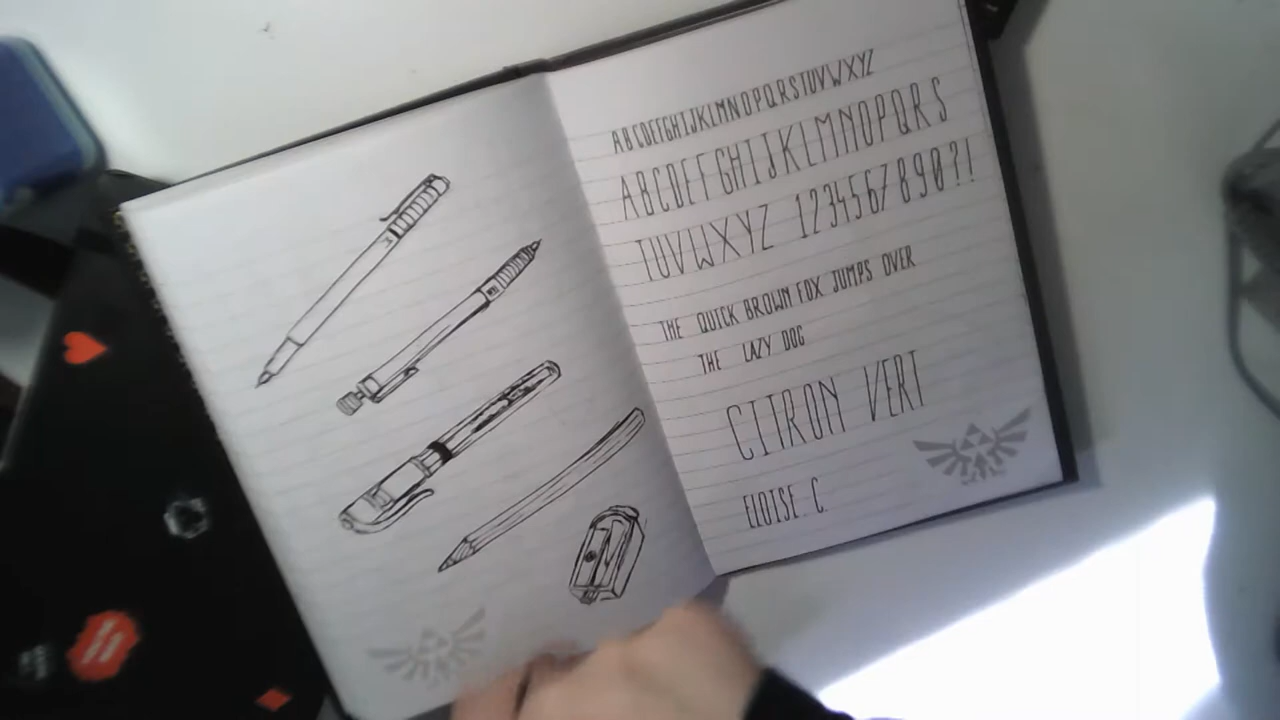 ABCDEFGHIJKLMNOPQRSTUVWXYZ
ABCDEFGHIJKLMNOPQRS
TUVWXYZ 1234567890?!
THE QUICK BROWN FOX JUMPS OVER
THE LAZY DOG
CITRON VERT
ELOISE. C.